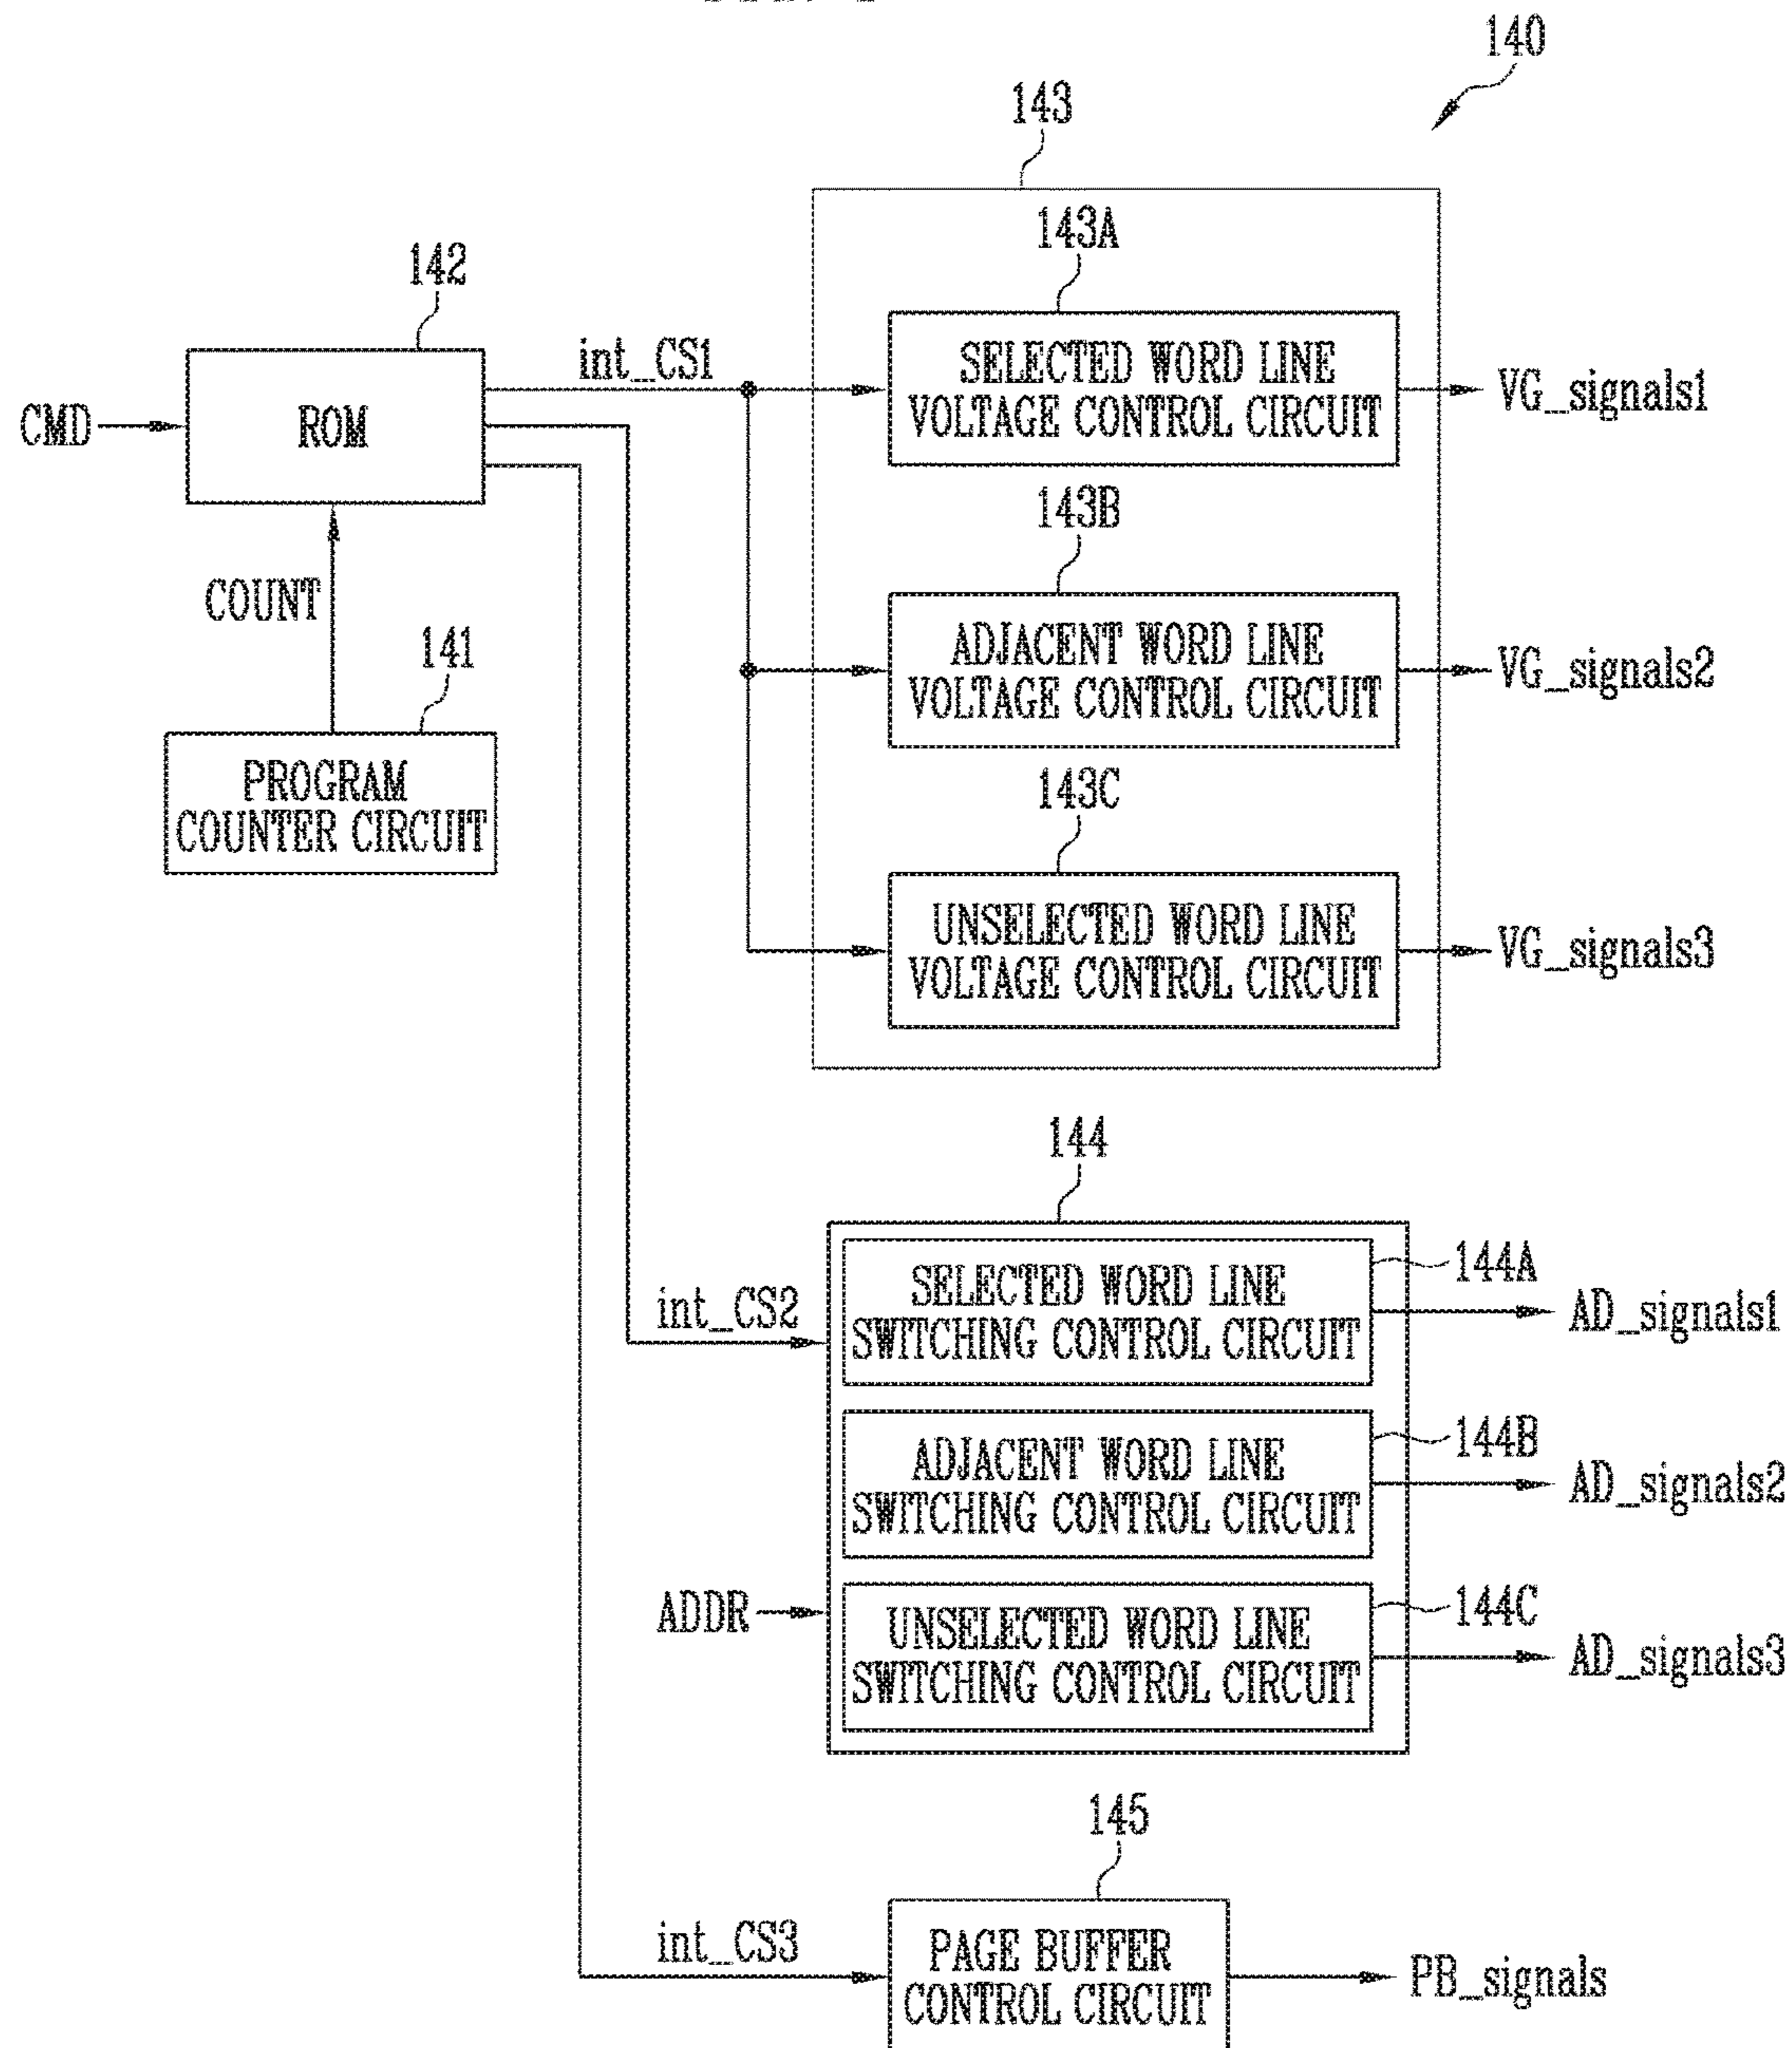 140
143
143A
142
int_CS1
SELECTED WORD LINE
VOLTAGE CONTROL CIRCUIT
VG_signals1
CMD
ROM
143B
COUNT
141
ADJACENT WORD LINE
VOLTAGE CONTROL CIRCUIT
VG_signals2
PROGRAM
COUNTER CIRCUIT
143C
UNSELECTED WORD LINE
VOLTAGE CONTROL CIRCUIT
VG_signals3
144
144A
SELECTED WORD LINE
SWITCHING CONTROL CIRCUIT
int_CS2
AD_signals1
144B
ADJACENT WORD LINE
SWITCHING CONTROL CIRCUIT
AD_signals2
ADDR
144C
UNSELECTED WORD LINE
SWITCHING CONTROL CIRCUIT
AD_signals3
145
int_CS3
PAGE BUFFER
CONTROL CIRCUIT
PB_signals